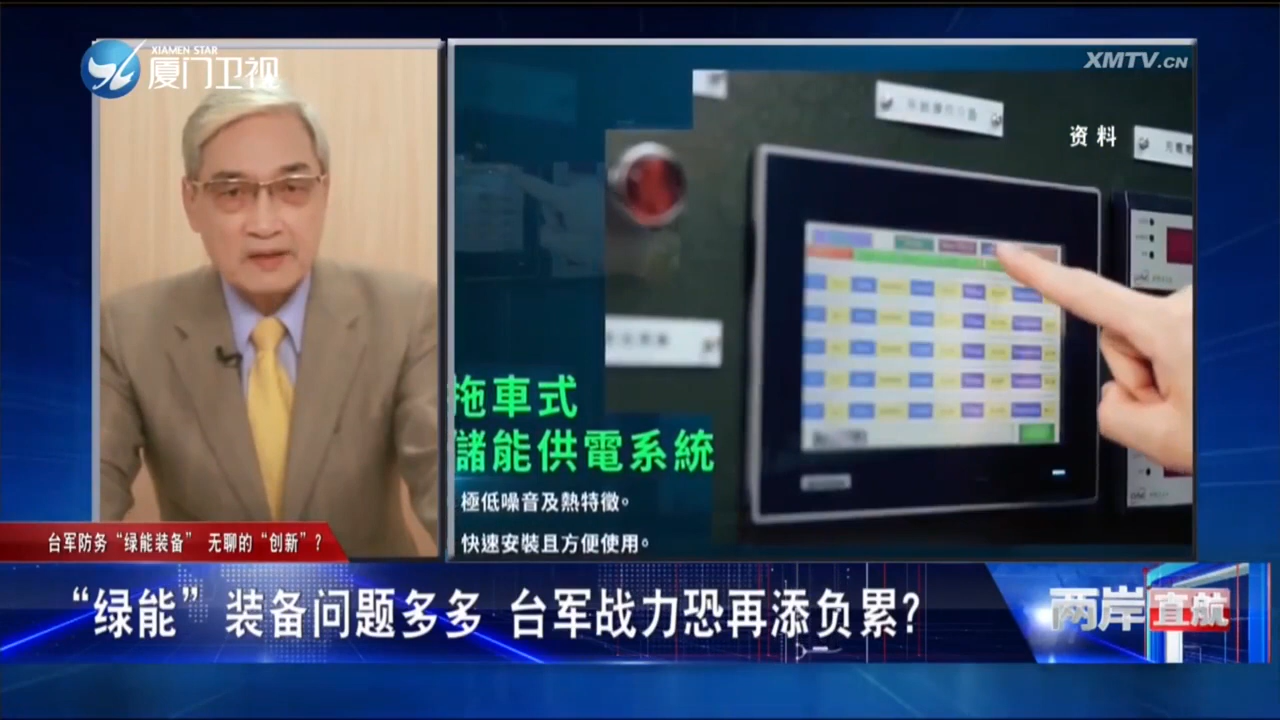 XIAMEN STAR
厦门卫视
XMTV.CN
资料
拖車式
儲能供電系統
極低噪音及熱特徵。
快速安裝且方便使用。
台军防务“绿能装备” 无聊的“创新”?
“绿能”装备问题多多 台军战力恐再添负累?
两岸
直航